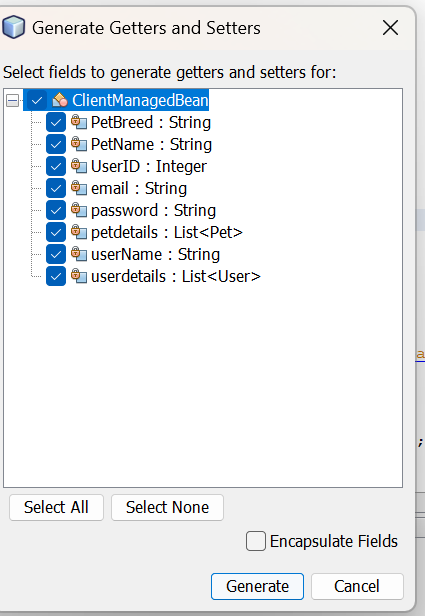 Generate Getters and Setters
Select fields to generate getters and setters for:
ClientManagedBean
PetBreed : String
PetName : String
UserID : Integer
email : String
password : String
petdetails : List<Pet>
userName : String
userdetails : List<User>
a
;
Select All Select None
Encapsulate Fields
Generate Cancel